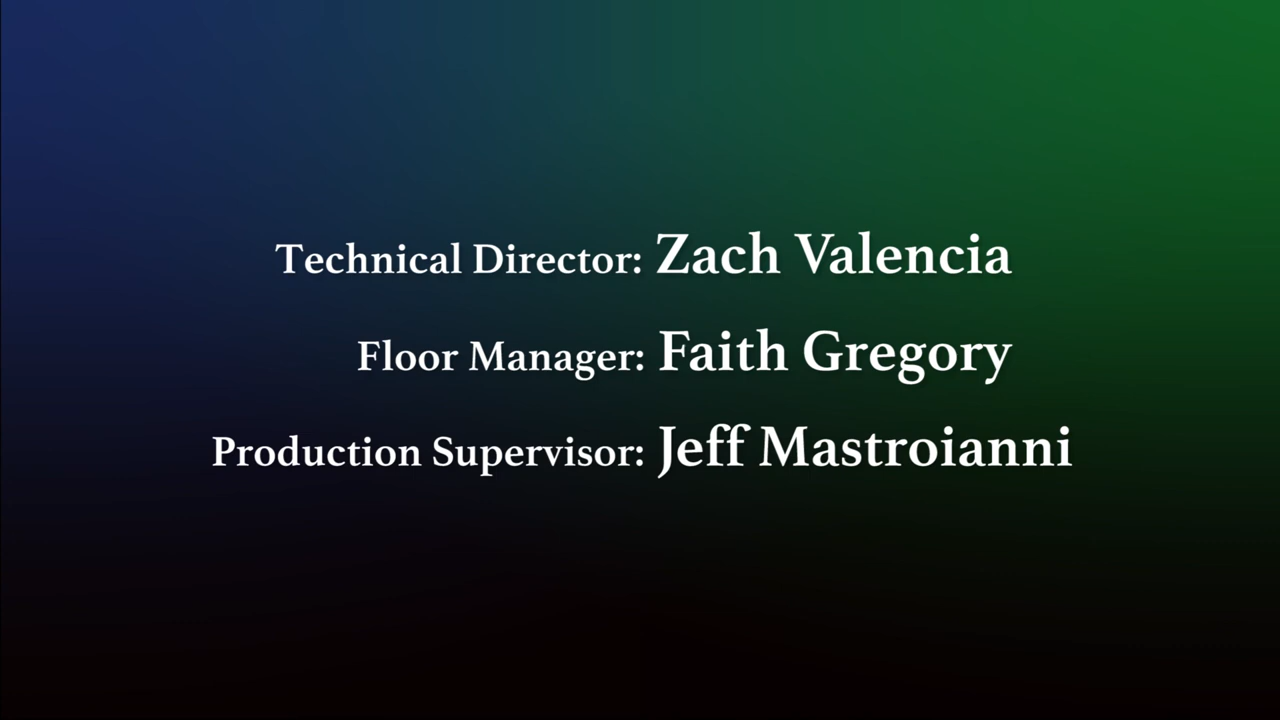 Technical Director: Zach Valencia
Floor Manager: Faith Gregory
Production Supervisor: Jeff Mastroianni